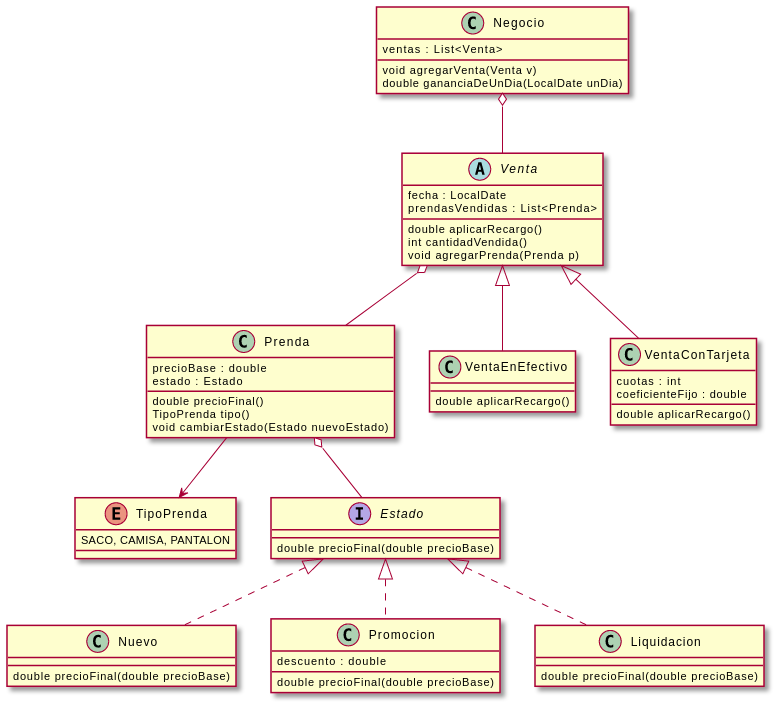 C Negocio
ventas : List<Venta>
void agregarVenta(Venta v)
double gananciaDeUnDia(LocalDate unDia)
A Venta
fecha : LocalDate
prendasVendidas : List<Prenda>
double aplicarRecargo()
int cantidadVendida()
void agregarPrenda(Prenda p)
C Prenda
precioBase : double
estado : Estado
double precioFinal()
TipoPrenda tipo()
void cambiarEstado(Estado nuevoEstado)
C VentaEnEfectivo
double aplicarRecargo()
C VentaConTarjeta
cuotas : int
coeficienteFijo : double
double aplicarRecargo()
E TipoPrenda
SACO, CAMISA, PANTALON
I Estado
double precioFinal(double precioBase)
C Nuevo
double precioFinal(double precioBase)
C Promocion
descuento : double
double precioFinal(double precioBase)
C Liquidacion
double precioFinal(double precioBase)